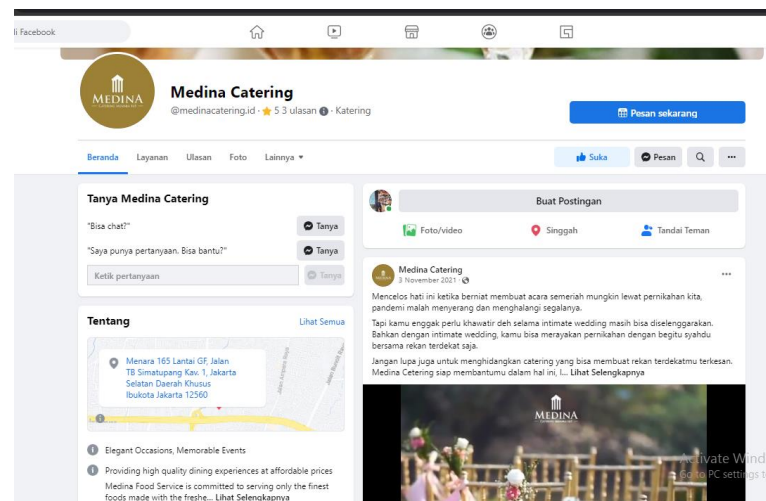 di Facebook
MEDINA
Medina Catering
@medinacatering.id · 5 3 ulasan · Katering
Pesan sekarang
Beranda Layanan Ulasan Foto Lainnya
Suka Pesan
Tanya Medina Catering
"Bisa chat?" Tanya
"Saya punya pertanyaan. Bisa bantu?" Tanya
Ketik pertanyaan Tanya
Tentang Lihat Semua
Menara 165 Lantai GF, Jalan
TB Simatupang Kav. 1, Jakarta
Selatan Daerah Khusus
Ibukota Jakarta 12560
Elegant Occasions, Memorable Events
Providing high quality dining experiences at affordable prices
Medina Food Service is committed to serving only the finest
foods made with the freshe... Lihat Selengkapnya
Buat Postingan
Foto/video Singgah Tandai Teman
Medina Catering
3 November 2021 ·
Mencelos hati ini ketika berniat membuat acara semeriah mungkin lewat pernikahan kita,
pandemi malah menyerang dan menghalangi segalanya.
Tapi kamu enggak perlu khawatir deh selama intimate wedding masih bisa diselenggarakan.
Bahkan dengan intimate wedding, kamu bisa merayakan pernikahan dengan begitu syahdu
bersama rekan terdekat saja.
Jangan lupa juga untuk menghidangkan catering yang bisa membuat rekan terdekatmu terkesan.
Medina Cetering siap membantumu dalam hal ini, l... Lihat Selengkapnya
MEDINA
Activate Wind
Go to PC settings t